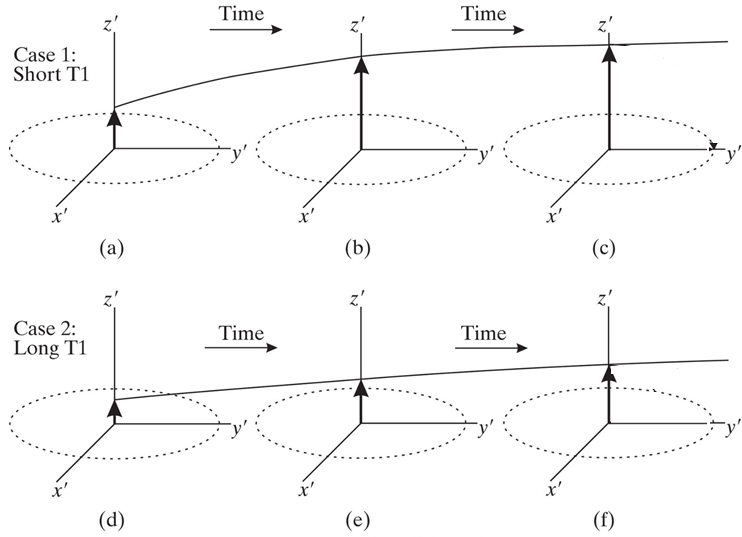 z′ Time z′ Time z′
Case 1:
Short T1
y′ y′ y′
x′ x′ x′
(a) (b) (c)
z′ z′ z′
Case 2:
Long T1
Time Time
y′ y′ y′
x′ x′ x′
(d) (e) (f)